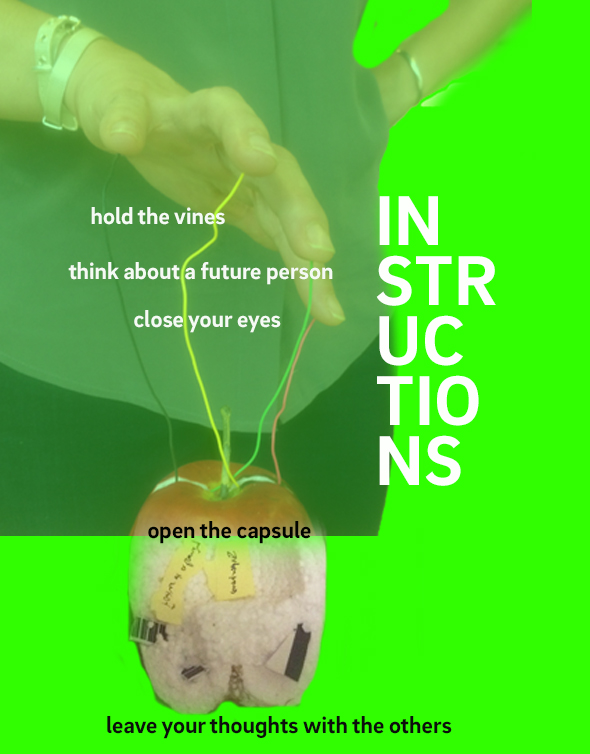 hold the vines
think about a future person
close your eyes
IN
STR
UC
TIO
NS
open the capsule
leave your thoughts with the others